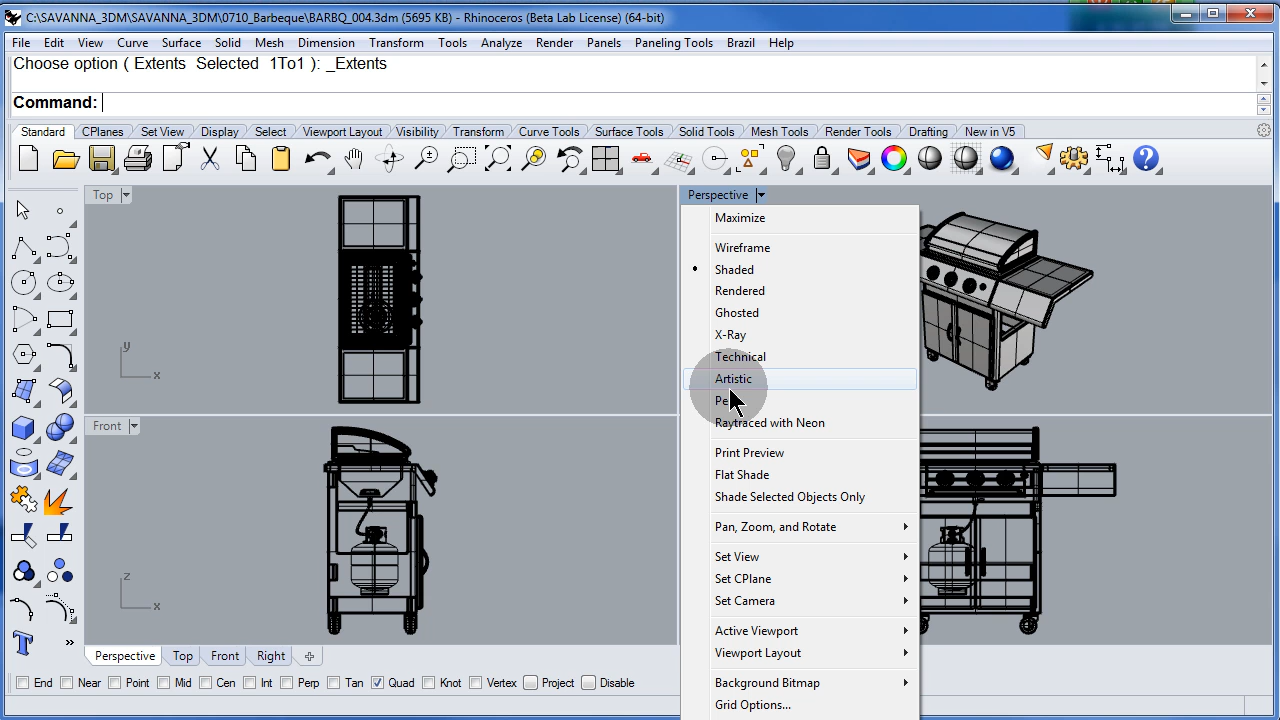 C:\SAVANNA_3DM\SAVANNA_3DM\0710_Barbeque\BARBQ_004.3dm (5695 KB) - Rhinoceros (Beta Lab License) (64-bit)
File Edit View Curve Surface Solid Mesh Dimension Transform Tools Analyze Render Panels Paneling Tools Brazil Help
Choose option ( Extents Selected 1To1 ): _Extents
Command:
Standard CPlanes Set View Display Select Viewport Layout Visibility Transform Curve Tools Surface Tools Solid Tools Mesh Tools Render Tools Drafting New in V5
Top
Perspective
Maximize
Wireframe
Shaded
Rendered
Ghosted
X-Ray
Technical
Artistic
Raytraced with Neon
Print Preview
Flat Shade
Shade Selected Objects Only
Pan, Zoom, and Rotate
Set View
Set CPlane
Set Camera
Active Viewport
Viewport Layout
Background Bitmap
Grid Options...
y
x
Front
z
x
Perspective Top Front Right
End Near Point Mid Cen Int Perp Tan Quad Knot Vertex Project Disable